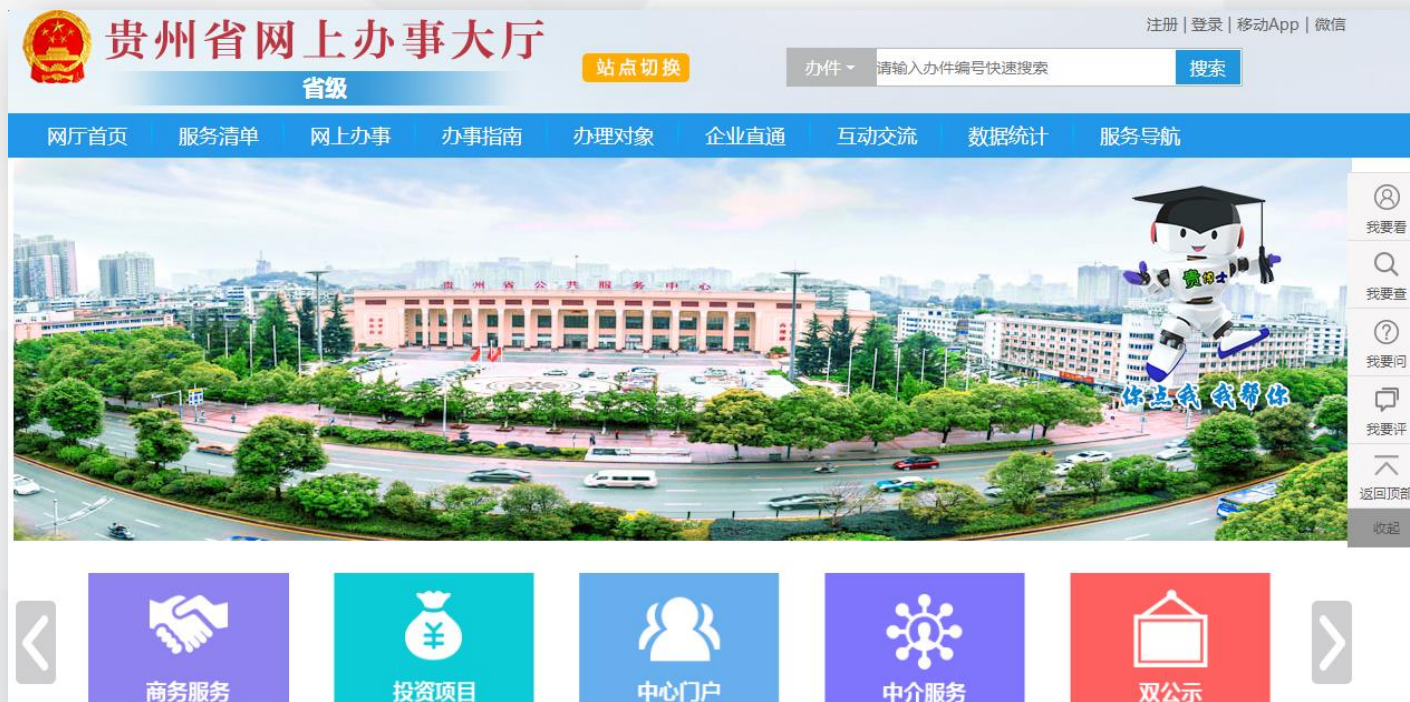 贵州省网上办事大厅
省级
站点切换
注册 | 登录 | 移动App | 微信
办件 请输入办件编号快速搜索 搜索
网厅首页 服务清单 网上办事 办事指南 办理对象 企业直通 互动交流 数据统计 服务导航
贵州省公共服务中心
贵博士
你点我 我帮你
我要看
我要查
我要问
我要评
返回顶部
收起
商务服务 投资项目 中心门户 中介服务 双公示